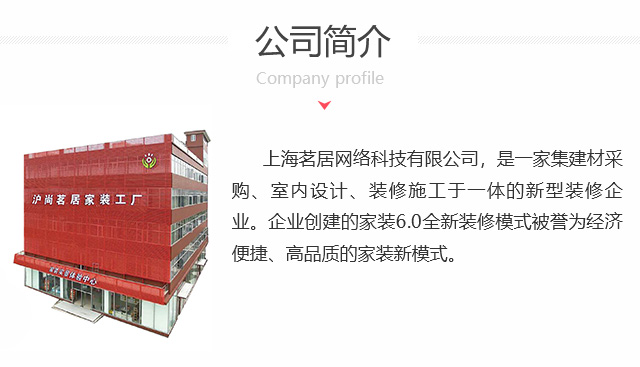 公司简介
Company profile
上海茗居网络科技有限公司，是一家集建材采
购、室内设计、装修施工于一体的新型装修企
业。企业创建的家装6.0全新装修模式被誉为经济
便捷、高品质的家装新模式。
沪尚茗居家装工厂